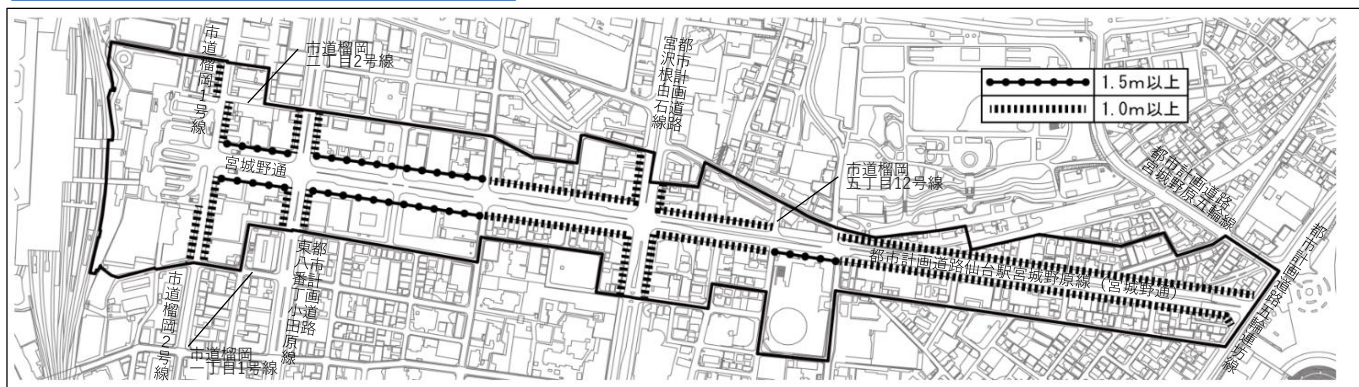 市道榴岡1号線
市道榴岡
二丁目2号線
都市計画道路
宮沢根白石線
1.5m以上
1.0m以上
宮城野通
市道榴岡
五丁目12号線
都市計画道路
宮城野原五輪線
都市計画道路仙台駅宮城野原線（宮城野通）
都市計画道路五輪連坊線
市道榴岡2号線
市道榴岡
一丁目1号線
都市計画道路
東八番丁小田原線